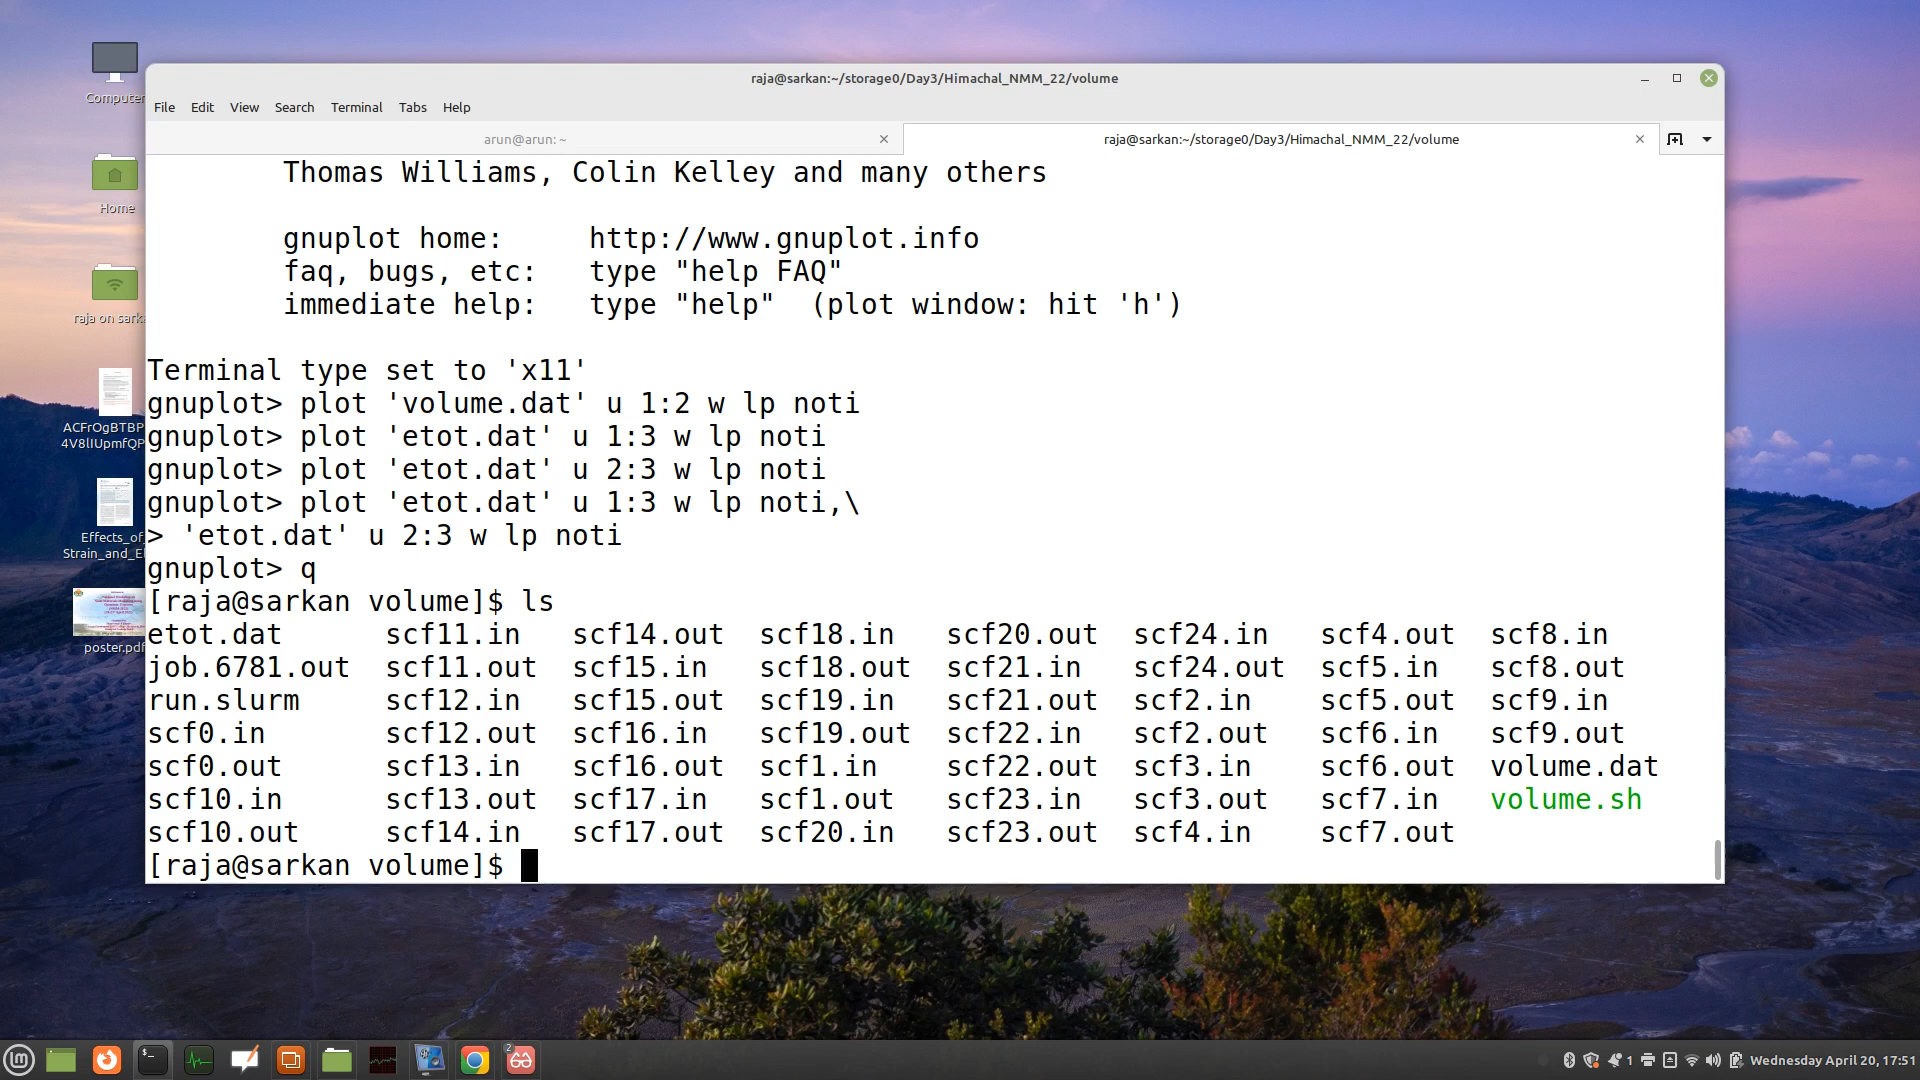 raja@sarkan:~/storage0/Day3/Himachal_NMM_22/volume
File Edit View Search Terminal Tabs Help
arun@arun: ~
raja@sarkan:~/storage0/Day3/Himachal_NMM_22/volume
Thomas Williams, Colin Kelley and many others
gnuplot home:     http://www.gnuplot.info
faq, bugs, etc:   type "help FAQ"
immediate help:   type "help"  (plot window: hit 'h')
Terminal type set to 'x11'
gnuplot> plot 'volume.dat' u 1:2 w lp noti
gnuplot> plot 'etot.dat' u 1:3 w lp noti
gnuplot> plot 'etot.dat' u 2:3 w lp noti
gnuplot> plot 'etot.dat' u 1:3 w lp noti,\
> 'etot.dat' u 2:3 w lp noti
gnuplot> q
[raja@sarkan volume]$ ls
etot.dat      scf11.in   scf14.out  scf18.in   scf20.out  scf24.in   scf4.out  scf8.in
job.6781.out  scf11.out  scf15.in   scf18.out  scf21.in   scf24.out  scf5.in   scf8.out
run.slurm     scf12.in   scf15.out  scf19.in   scf21.out  scf2.in    scf5.out  scf9.in
scf0.in       scf12.out  scf16.in   scf19.out  scf22.in   scf2.out   scf6.in   scf9.out
scf0.out      scf13.in   scf16.out  scf1.in    scf22.out  scf3.in    scf6.out  volume.dat
scf10.in      scf13.out  scf17.in   scf1.out   scf23.in   scf3.out   scf7.in   volume.sh
scf10.out     scf14.in   scf17.out  scf20.in   scf23.out  scf4.in    scf7.out
[raja@sarkan volume]$
Computer
Home
raja on sark
ACFrOgBTBP
4V8lIUpmfQP
Effects_of_
Strain_and_El
poster.pdf
2
1
Wednesday April 20, 17:51